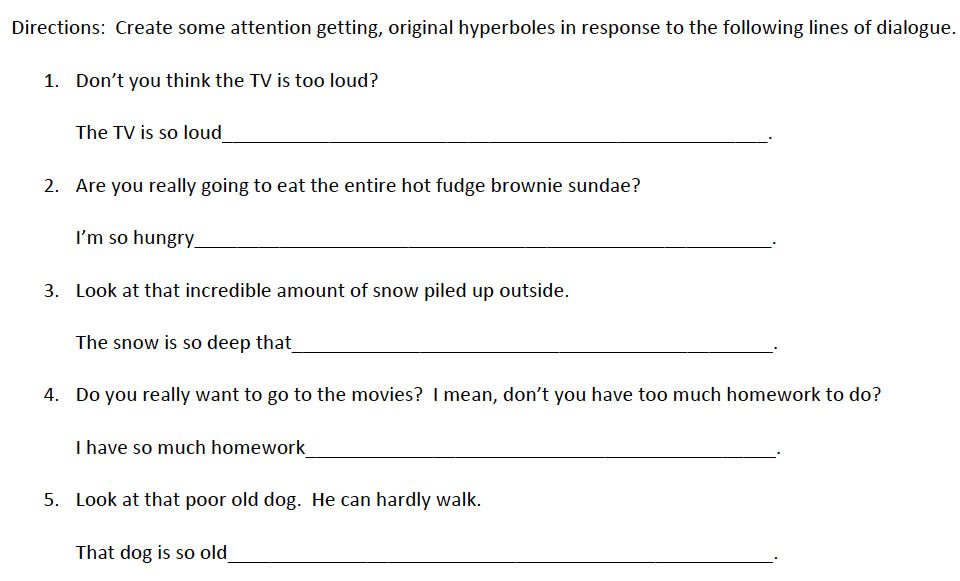 Directions:  Create some attention getting, original hyperboles in response to the following lines of dialogue.
1. Don’t you think the TV is too loud?
The TV is so loud___________________________________________________.
2. Are you really going to eat the entire hot fudge brownie sundae?
I’m so hungry______________________________________________________.
3. Look at that incredible amount of snow piled up outside.
The snow is so deep that_____________________________________________.
4. Do you really want to go to the movies?  I mean, don’t you have too much homework to do?
I have so much homework____________________________________________.
5. Look at that poor old dog.  He can hardly walk.
That dog is so old___________________________________________________.